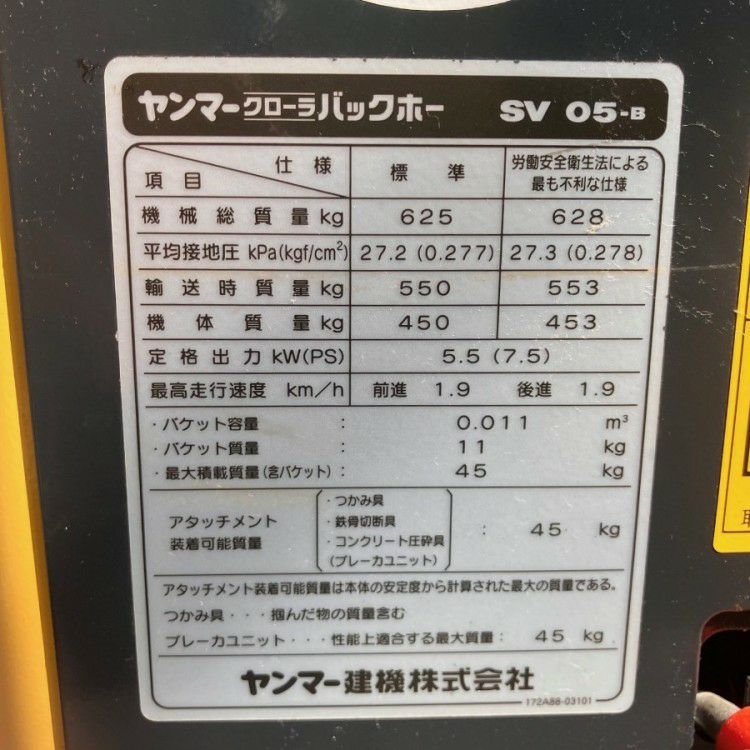 ヤンマークローラバックホー SV 05-B
項目 仕様 標準 労働安全衛生法による
最も不利な仕様
機械総質量 kg 625 628
平均接地圧 kPa(kgf/cm²) 27.2 (0.277) 27.3 (0.278)
輸送時質量 kg 550 553
機体質量 kg 450 453
定格出力 kW(PS) 5.5 (7.5)
最高走行速度 km/h 前進 1.9 後進 1.9
・バケット容量 : 0.011 m³
・バケット質量 : 11 kg
・最大積載質量(含バケット) : 45 kg
アタッチメント
装着可能質量
・つかみ具
・鉄骨切断具
・コンクリート圧砕具
(ブレーカユニット)
: 45 kg
アタッチメント装着可能質量は本体の安定度から計算された最大の質量である。
つかみ具・・・掴んだ物の質量含む
ブレーカユニット・・・性能上適合する最大質量: 45 kg
ヤンマー建機株式会社
172A88-03101